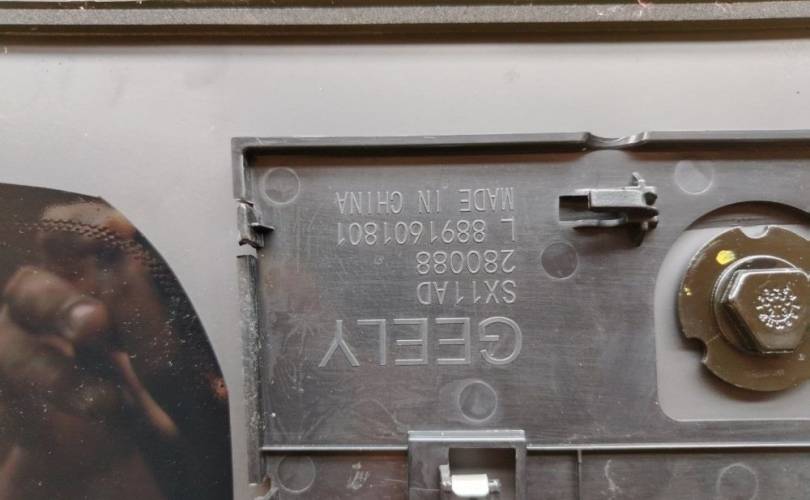 GEELY
SX11AD
280088
L 8891601801
MADE IN CHINA